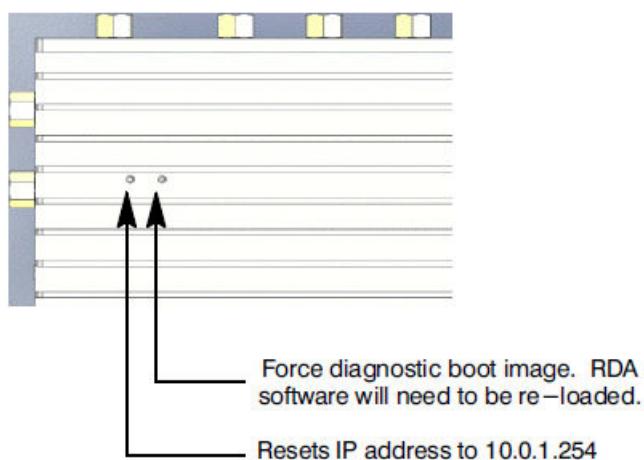 Force diagnostic boot image. RDA
software will need to be re-loaded.
Resets IP address to 10.0.1.254